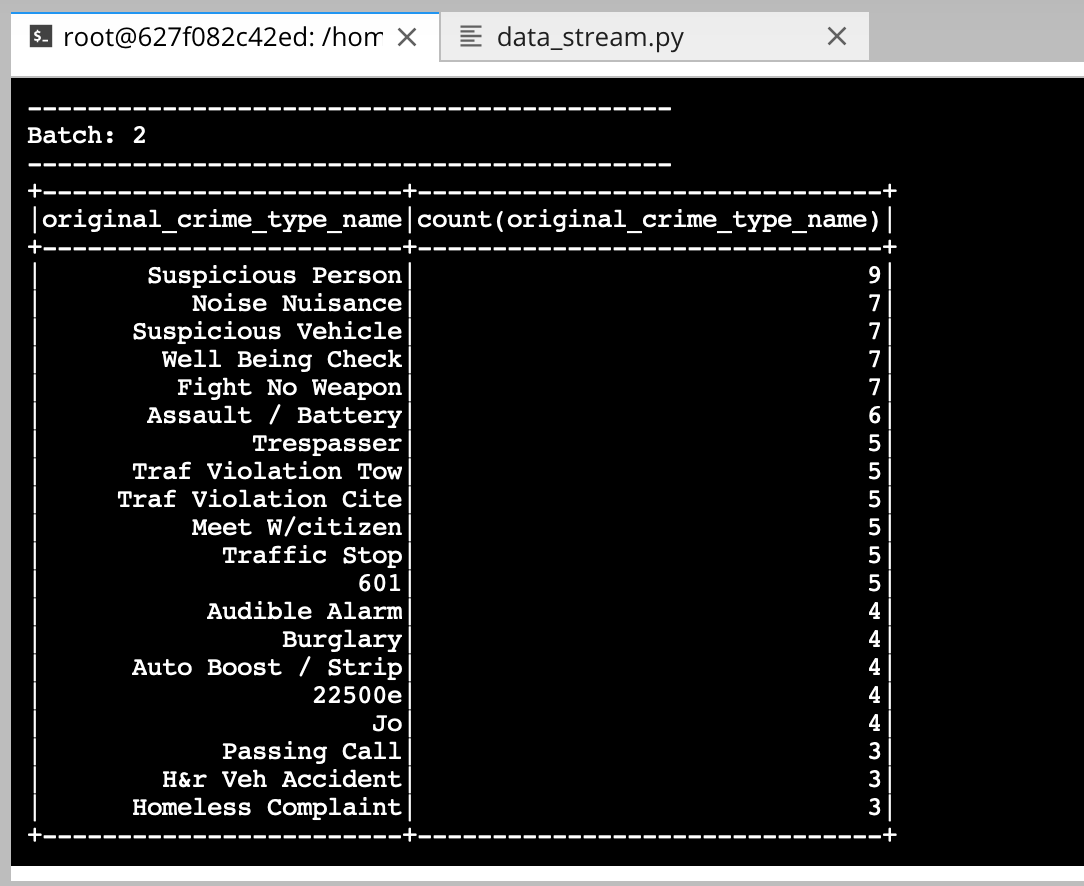 $_ root@627f082c42ed: /hom × data_stream.py ×
-------------------------------------------
Batch: 2
-------------------------------------------
+------------------------+-------------------------------+
|original_crime_type_name|count(original_crime_type_name)|
+------------------------+-------------------------------+
|       Suspicious Person|                              9|
|          Noise Nuisance|                              7|
|      Suspicious Vehicle|                              7|
|        Well Being Check|                              7|
|         Fight No Weapon|                              7|
|       Assault / Battery|                              6|
|              Trespasser|                              5|
|      Traf Violation Tow|                              5|
|     Traf Violation Cite|                              5|
|          Meet W/citizen|                              5|
|            Traffic Stop|                              5|
|                     601|                              5|
|           Audible Alarm|                              4|
|                Burglary|                              4|
|      Auto Boost / Strip|                              4|
|                  22500e|                              4|
|                      Jo|                              4|
|            Passing Call|                              3|
|        H&r Veh Accident|                              3|
|      Homeless Complaint|                              3|
+------------------------+-------------------------------+